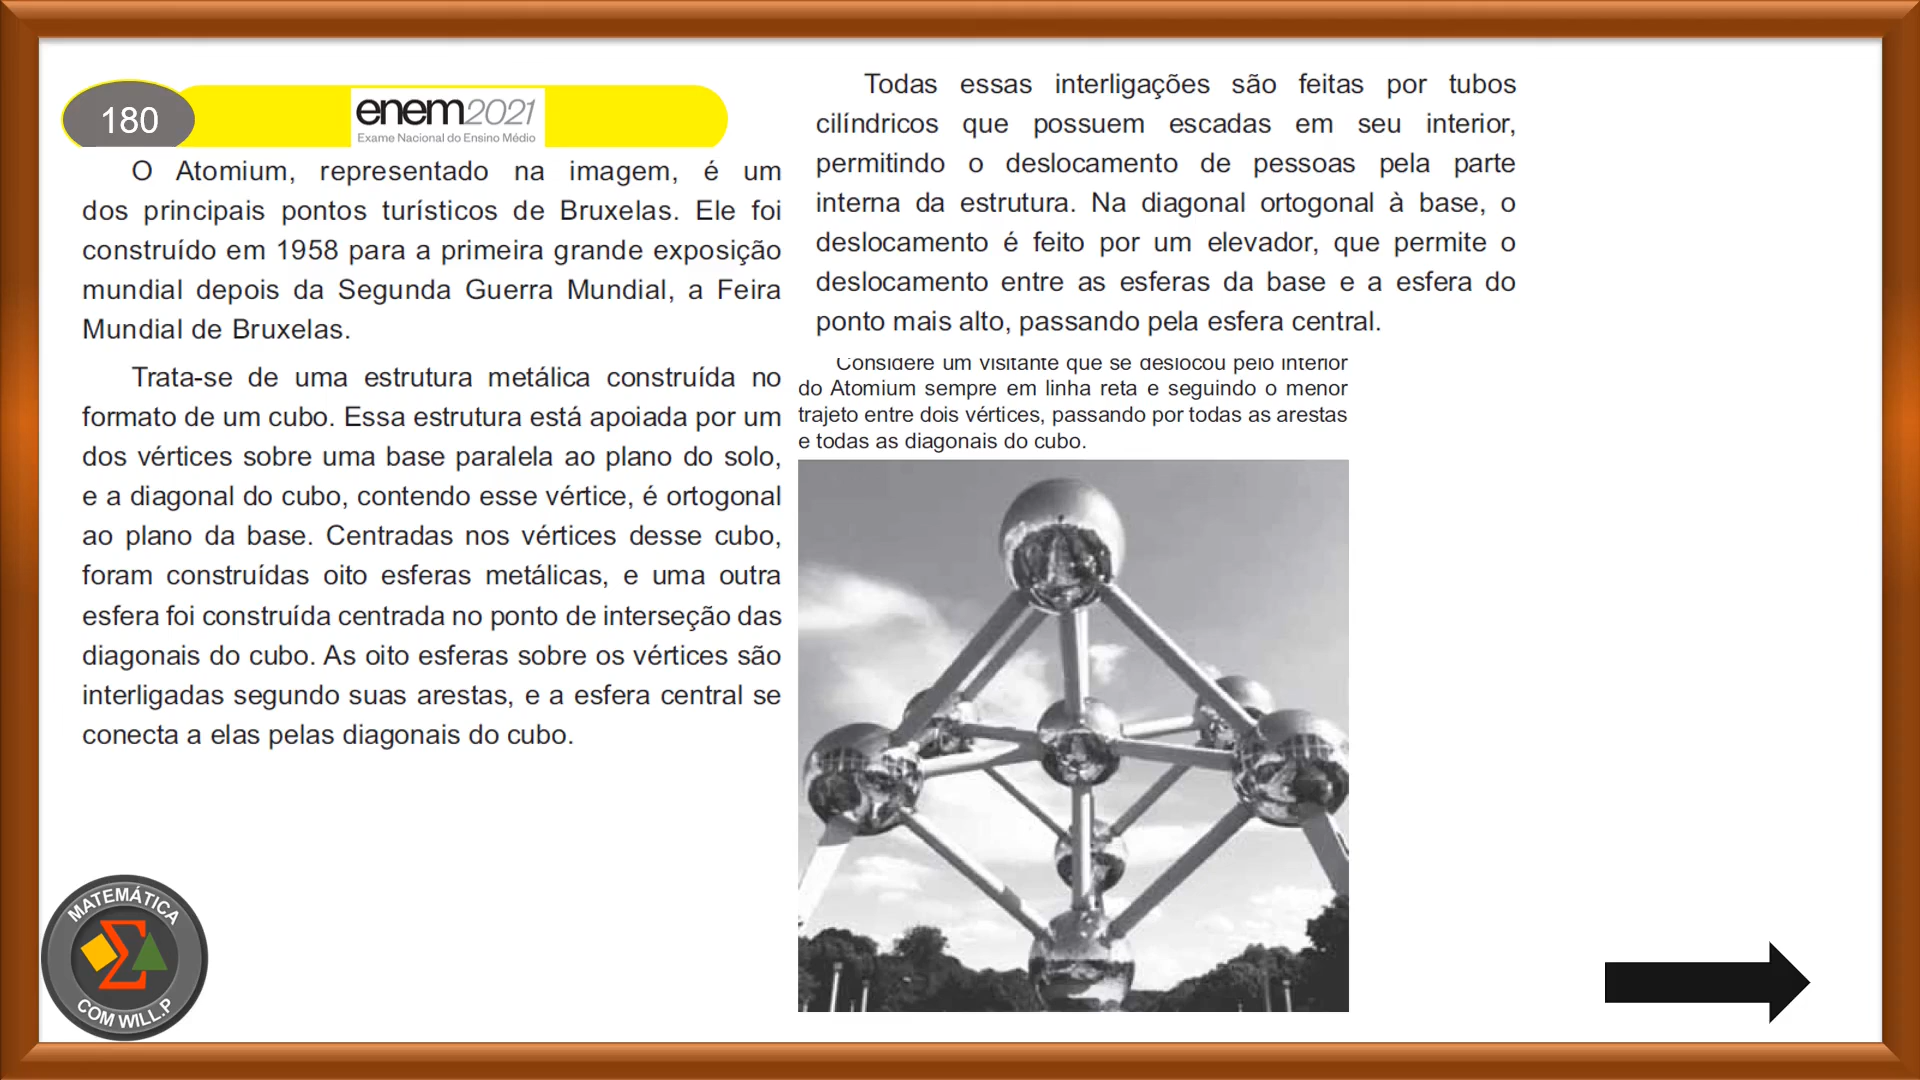 180
enem2021
Exame Nacional do Ensino Médio
O Atomium, representado na imagem, é um
dos principais pontos turísticos de Bruxelas. Ele foi
construído em 1958 para a primeira grande exposição
mundial depois da Segunda Guerra Mundial, a Feira
Mundial de Bruxelas.
Trata-se de uma estrutura metálica construída no
formato de um cubo. Essa estrutura está apoiada por um
dos vértices sobre uma base paralela ao plano do solo,
e a diagonal do cubo, contendo esse vértice, é ortogonal
ao plano da base. Centradas nos vértices desse cubo,
foram construídas oito esferas metálicas, e uma outra
esfera foi construída centrada no ponto de interseção das
diagonais do cubo. As oito esferas sobre os vértices são
interligadas segundo suas arestas, e a esfera central se
conecta a elas pelas diagonais do cubo.
Todas essas interligações são feitas por tubos
cilíndricos que possuem escadas em seu interior,
permitindo o deslocamento de pessoas pela parte
interna da estrutura. Na diagonal ortogonal à base, o
deslocamento é feito por um elevador, que permite o
deslocamento entre as esferas da base e a esfera do
ponto mais alto, passando pela esfera central.
Considere um visitante que se deslocou pelo interior
do Atomium sempre em linha reta e seguindo o menor
trajeto entre dois vértices, passando por todas as arestas
e todas as diagonais do cubo.
MATEMÁTICA
COM WILL.P